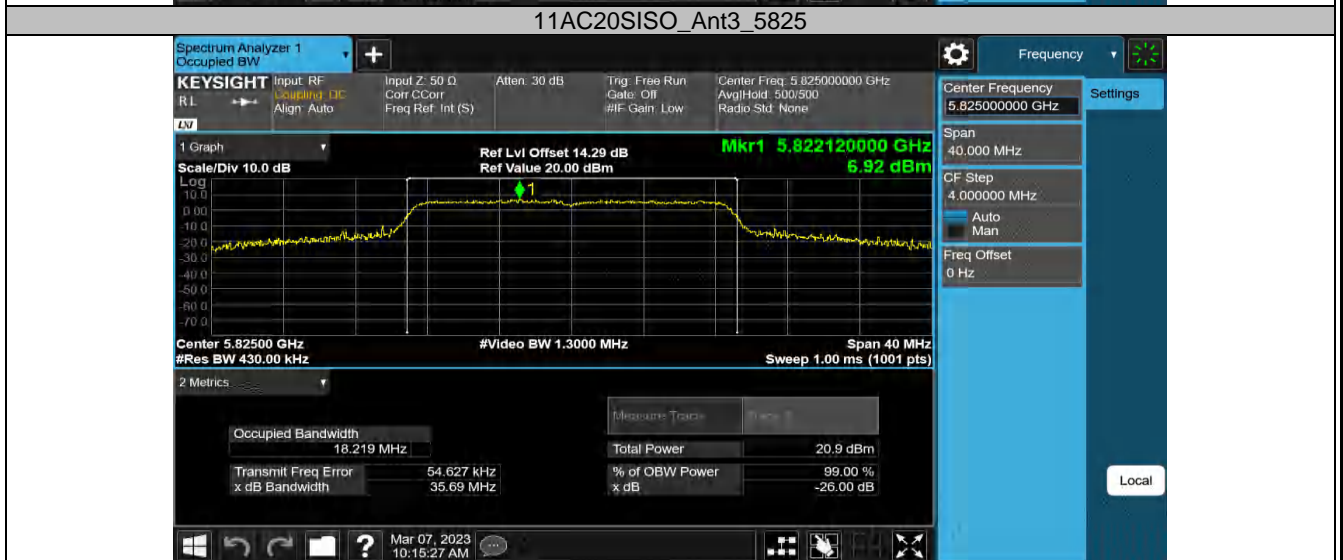 11AC20SISO_Ant3_5825
Spectrum Analyzer 1
Occupied BW
Frequency
KEYSIGHT
RL
LXI
Input: RF
Coupling: DC
Align: Auto
Input Z: 50 Ω
Corr CCorr
Freq Ref: Int (S)
Atten: 30 dB
Trig: Free Run
Gate: Off
#IF Gain: Low
Center Freq: 5.825000000 GHz
Avg|Hold: 500/500
Radio Std: None
Center Frequency
5.825000000 GHz
Settings
Span
40.000 MHz
CF Step
4.000000 MHz
Auto
Man
Freq Offset
0 Hz
Local
1 Graph
Scale/Div 10.0 dB
Ref Lvl Offset 14.29 dB
Ref Value 20.00 dBm
Mkr1 5.822120000 GHz
6.92 dBm
Log
10.0
0.00
-10.0
-20.0
-30.0
-40.0
-50.0
-60.0
-70.0
1
Center 5.82500 GHz
#Video BW 1.3000 MHz
Span 40 MHz
#Res BW 430.00 kHz
Sweep 1.00 ms (1001 pts)
2 Metrics
Measure Trace
Occupied Bandwidth
18.219 MHz
Total Power 20.9 dBm
Transmit Freq Error 54.627 kHz
% of OBW Power 99.00 %
x dB Bandwidth 35.69 MHz
x dB -26.00 dB
?
Mar 07, 2023
10:15:27 AM